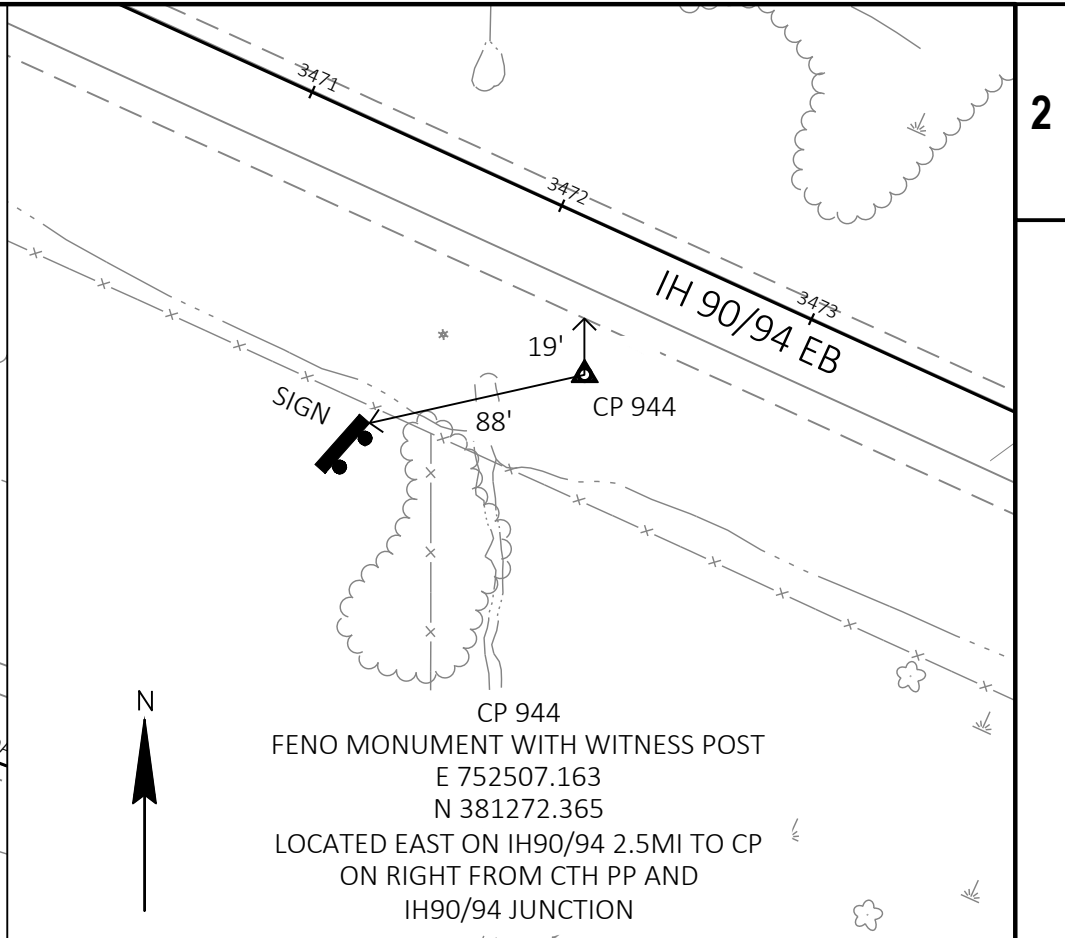 2
3471
3472
3473
IH 90/94 EB
19'
CP 944
SIGN
88'
N
CP 944
FENO MONUMENT WITH WITNESS POST
E 752507.163
N 381272.365
LOCATED EAST ON IH90/94 2.5MI TO CP
ON RIGHT FROM CTH PP AND
IH90/94 JUNCTION